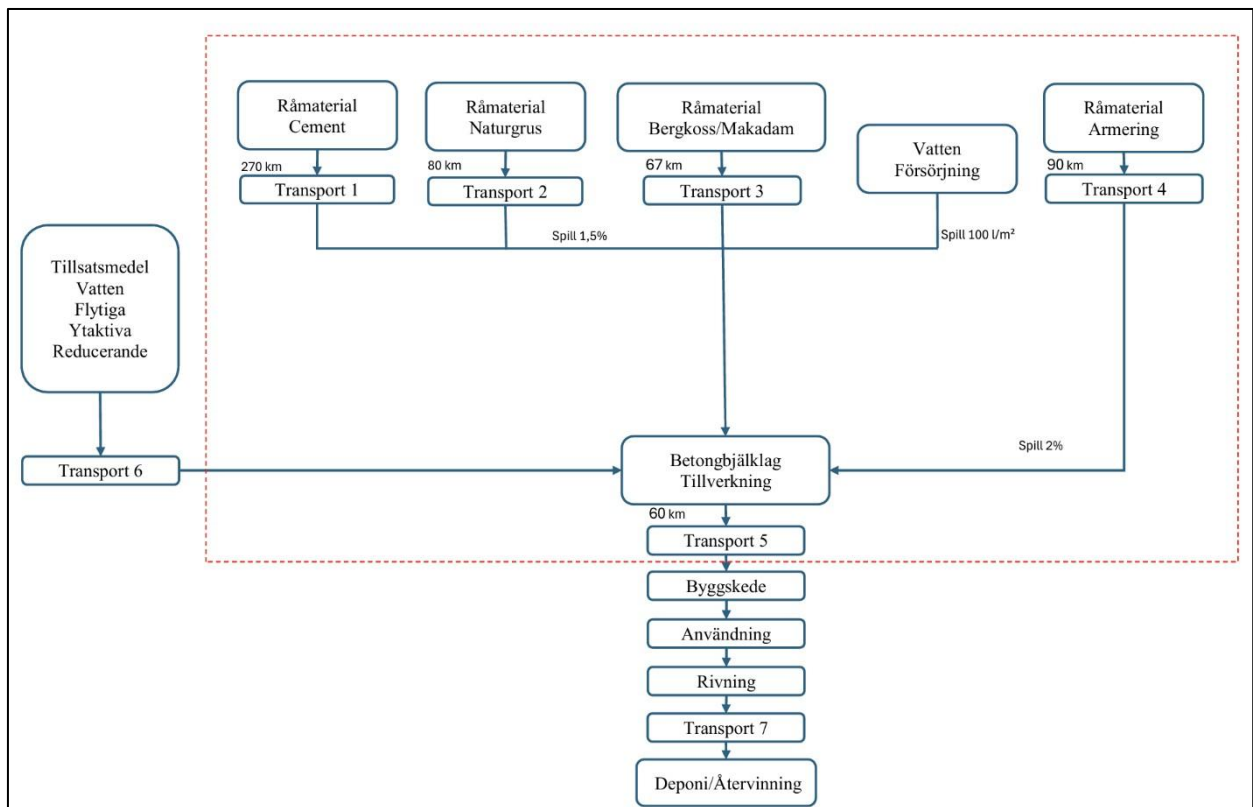 Råmaterial
Cement
Råmaterial
Naturgrus
Råmaterial
Bergkoss/Makadam
Vatten
Försörjning
Råmaterial
Armering
270 km
Transport 1
80 km
Transport 2
67 km
Transport 3
90 km
Transport 4
Spill 1,5%
Spill 100 l/m²
Tillsatsmedel
Vatten
Flytiga
Ytaktiva
Reducerande
Transport 6
Betongbjälklag
Tillverkning
Spill 2%
60 km
Transport 5
Byggskede
Användning
Rivning
Transport 7
Deponi/Återvinning